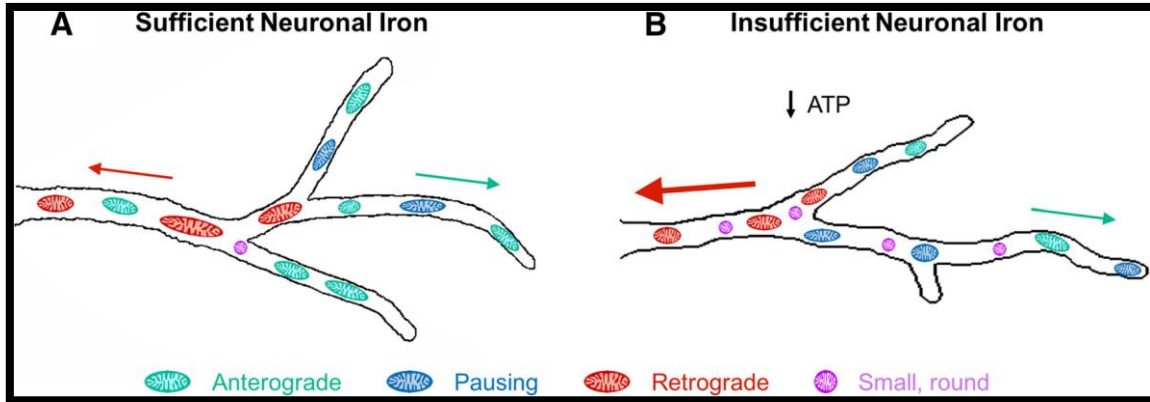 A Sufficient Neuronal Iron
B Insufficient Neuronal Iron
↓ ATP
Anterograde Pausing Retrograde Small, round